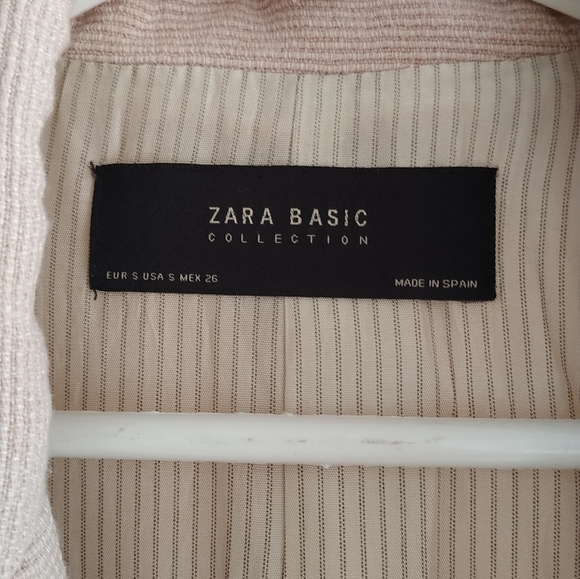 ZARA BASIC
COLLECTION
EUR S USA S MEX 26
MADE IN SPAIN